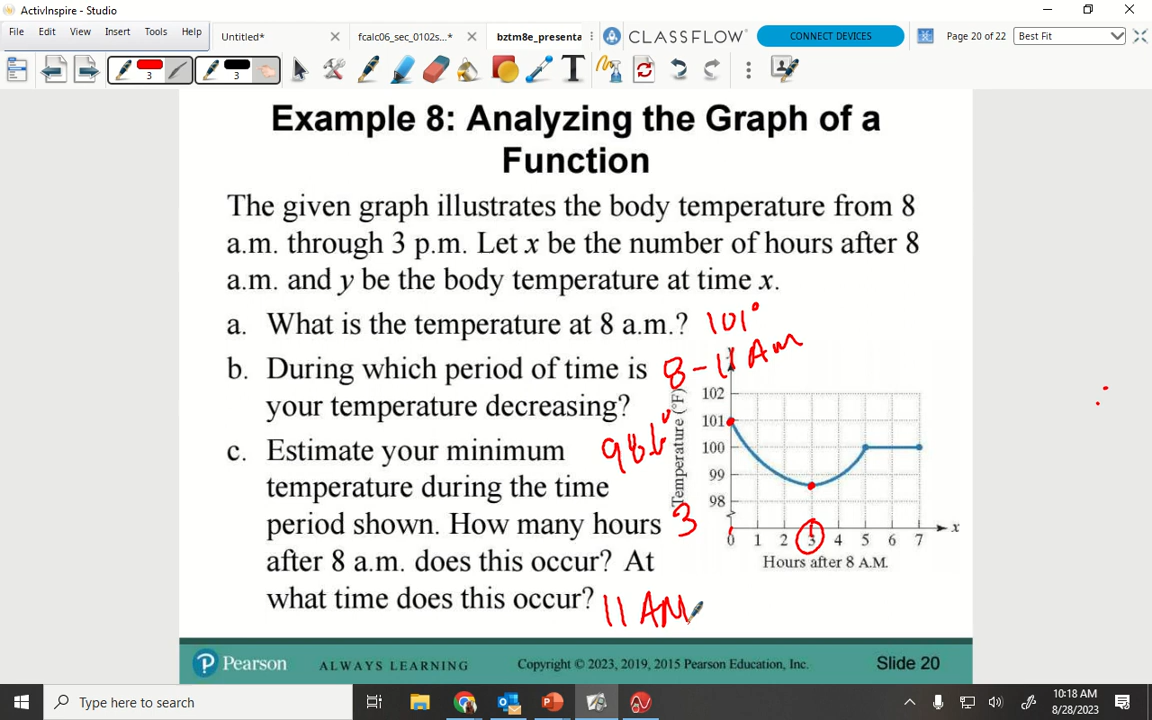 ActivInspire - Studio
File Edit View Insert Tools Help
Untitled*
fcalc06_sec_0102s...*
bztm8e_presenta
CLASSFLOW
CONNECT DEVICES
Page 20 of 22
Best Fit
3
3
Example 8: Analyzing the Graph of a
Function
The given graph illustrates the body temperature from 8
a.m. through 3 p.m. Let x be the number of hours after 8
a.m. and y be the body temperature at time x.
a. What is the temperature at 8 a.m.? 101°
b. During which period of time is 8-11 Am
your temperature decreasing?
c. Estimate your minimum 98.6°
temperature during the time
period shown. How many hours 3
after 8 a.m. does this occur? At
what time does this occur? 11 AM
Temperature (°F)
102
101
100
99
98
0 1 2 3 4 5 6 7 x
Hours after 8 A.M.
Pearson
ALWAYS LEARNING
Copyright © 2023, 2019, 2015 Pearson Education, Inc.
Slide 20
Type here to search
10:18 AM
8/28/2023